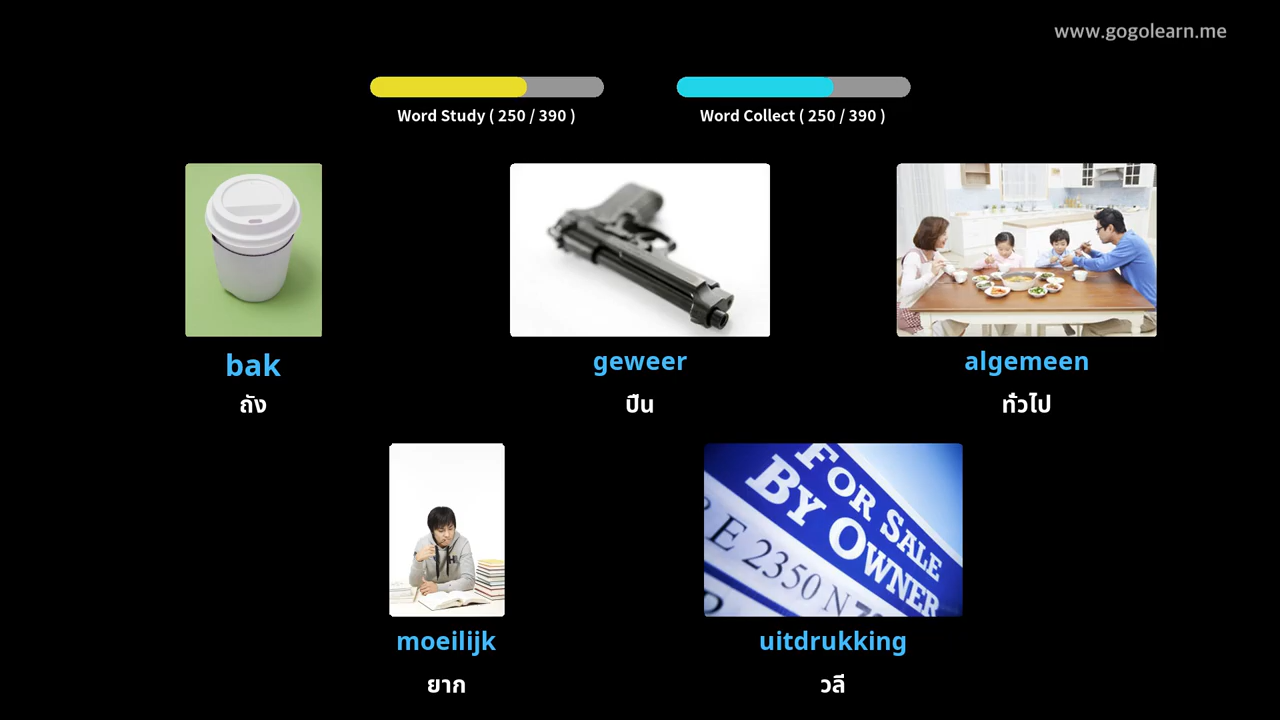 www.gogolearn.me
Word Study ( 250 / 390 )
Word Collect ( 250 / 390 )
bak
geweer
algemeen
ถัง
ปืน
ทั่วไป
FOR SALE
BY OWNER
E 2350 N
moeilijk
uitdrukking
ยาก
วลี